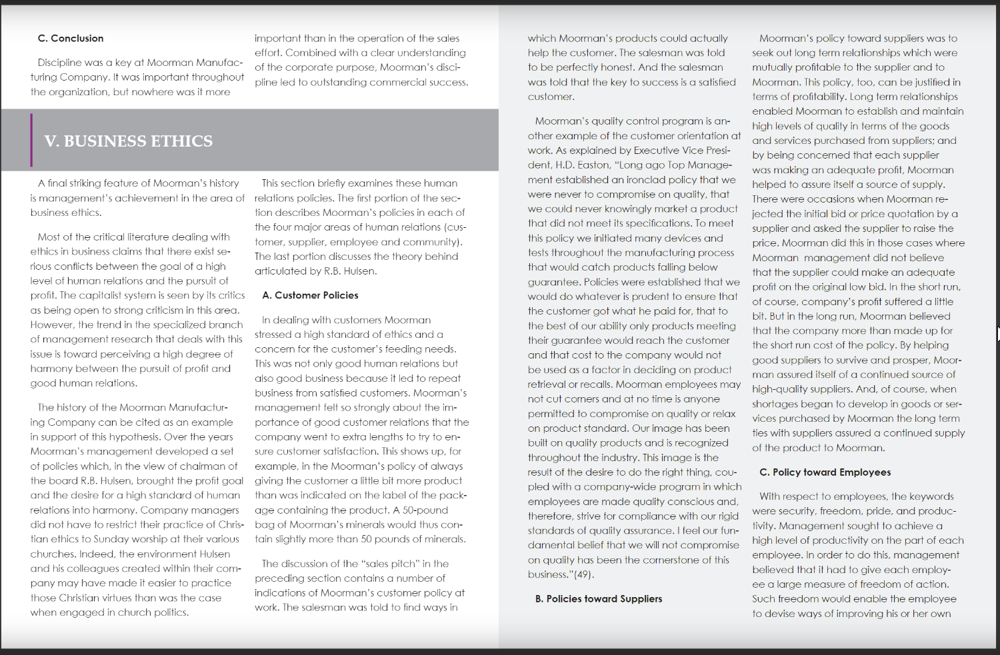 C. Conclusion
Discipline was a key at Moorman Manufac-
turing Company. It was important throughout
the organization, but nowhere was it more
important than in the operation of the sales
effort. Combined with a clear understanding
of the corporate purpose, Moorman's disci-
pline led to outstanding commercial success.
V. BUSINESS ETHICS
A final striking feature of Moorman's history
is management's achievement in the area of
business ethics.
Most of the critical literature dealing with
ethics in business claims that there exist se-
rious conflicts between the goal of a high
level of human relations and the pursuit of
profit. The capitalist system is seen by its critics
as being open to strong criticism in this area.
However, the trend in the specialized branch
of management research that deals with this
issue is toward perceiving a high degree of
harmony between the pursuit of profit and
good human relations.
The history of the Moorman Manufactur-
ing Company can be cited as an example
in support of this hypothesis. Over the years
Moorman's management developed a set
of policies which, in the view of chairman of
the board R.B. Hulsen, brought the profit goal
and the desire for a high standard of human
relations into harmony. Company managers
did not have to restrict their practice of Chris-
tian ethics to Sunday worship at their various
churches. Indeed, the environment Hulsen
and his colleagues created within their com-
pany may have made it easier to practice
those Christian virtues than was the case
when engaged in church politics.
This section briefly examines these human
relations policies. The first portion of the sec-
tion describes Moorman's policies in each of
the four major areas of human relations (cus-
tomer, supplier, employee and community).
The last portion discusses the theory behind
articulated by R.B. Hulsen.
A. Customer Policies
In dealing with customers Moorman
stressed a high standard of ethics and a
concern for the customer's feeding needs.
This was not only good human relations but
also good business because it led to repeat
business from satisfied customers. Moorman's
management felt so strongly about the im-
portance of good customer relations that the
company went to extra lengths to try to en-
sure customer satisfaction. This shows up, for
example, in the Moorman's policy of always
giving the customer a little bit more product
than was indicated on the label of the pack-
age containing the product. A 50-pound
bag of Moorman's minerals would thus con-
tain slightly more than 50 pounds of minerals.
The discussion of the "sales pitch" in the
preceding section contains a number of
indications of Moorman's customer policy at
work. The salesman was told to find ways in
which Moorman's products could actually
help the customer. The salesman was told
to be perfectly honest. And the salesman
was told that the key to success is a satisfied
customer.
Moorman's quality control program is an-
other example of the customer orientation at
work. As explained by Executive Vice Presi-
dent, H.D. Easton, "Long ago Top Manage-
ment established an ironclad policy that we
were never to compromise on quality, that
we could never knowingly market a product
that did not meet its specifications. To meet
this policy we initiated many devices and
tests throughout the manufacturing process
that would catch products falling below
guarantee. Policies were established that we
would do whatever is prudent to ensure that
the customer got what he paid for, that to
the best of our ability only products meeting
their guarantee would reach the customer
and that cost to the company would not
be used as a factor in deciding on product
retrieval or recalls. Moorman employees may
not cut corners and at no time is anyone
permitted to compromise on quality or relax
on product standard. Our image has been
built on quality products and is recognized
throughout the industry. This image is the
result of the desire to do the right thing, cou-
pled with a company-wide program in which
employees are made quality conscious and,
therefore, strive for compliance with our rigid
standards of quality assurance. I feel our fun-
damental belief that we will not compromise
on quality has been the cornerstone of this
business."(49).
B. Policies toward Suppliers
Moorman's policy toward suppliers was to
seek out long term relationships which were
mutually profitable to the supplier and to
Moorman. This policy, too, can be justified in
terms of profitability. Long term relationships
enabled Moorman to establish and maintain
high levels of quality in terms of the goods
and services purchased from suppliers; and
by being concerned that each supplier
was making an adequate profit, Moorman
helped to assure itself a source of supply.
There were occasions when Moorman re-
jected the initial bid or price quotation by a
supplier and asked the supplier to raise the
price. Moorman did this in those cases where
Moorman management did not believe
that the supplier could make an adequate
profit on the original low bid. In the short run,
of course, company's profit suffered a little
bit. But in the long run, Moorman believed
that the company more than made up for
the short run cost of the policy. By helping
good suppliers to survive and prosper, Moor-
man assured itself of a continued source of
high-quality suppliers. And, of course, when
shortages began to develop in goods or ser-
vices purchased by Moorman the long term
ties with suppliers assured a continued supply
of the product to Moorman.
C. Policy toward Employees
With respect to employees, the keywords
were security, freedom, pride, and produc-
tivity. Management sought to achieve a
high level of productivity on the part of each
employee. In order to do this, management
believed that it had to give each employ-
ee a large measure of freedom of action.
Such freedom would enable the employee
to devise ways of improving his or her own